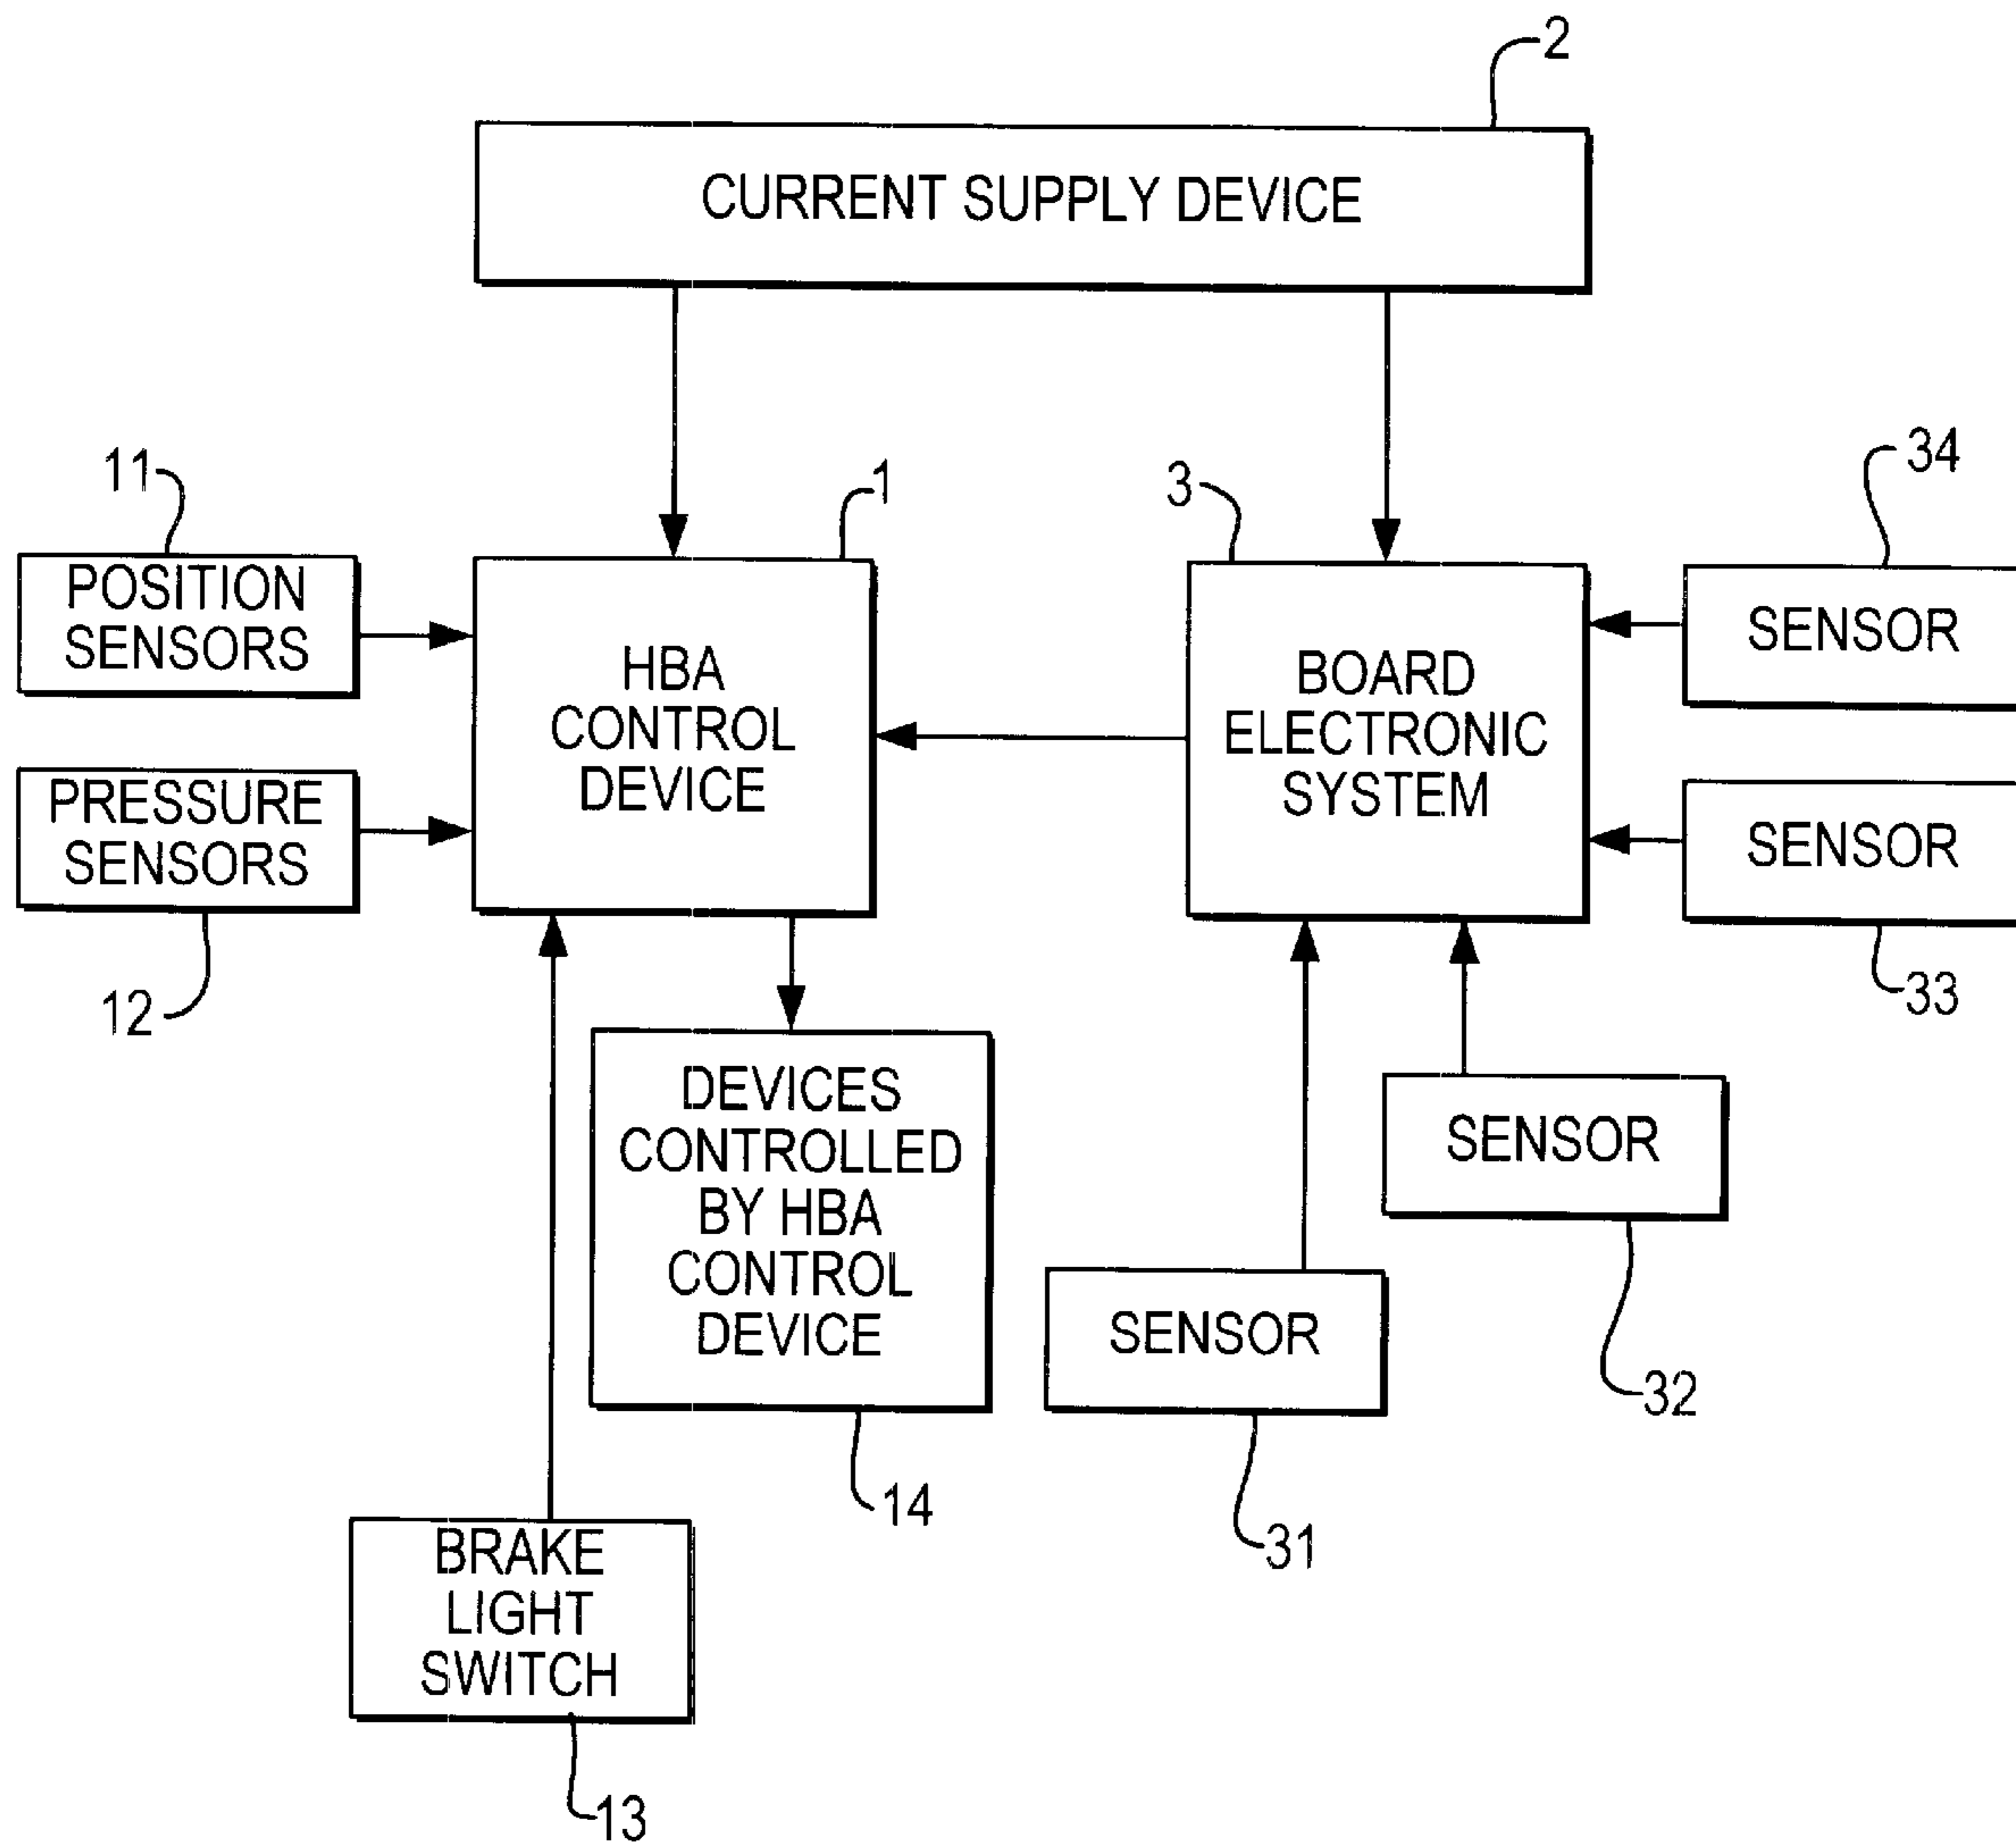 2
CURRENT SUPPLY DEVICE
11
1
3
34
POSITION
SENSORS
HBA
CONTROL
DEVICE
BOARD
ELECTRONIC
SYSTEM
SENSOR
PRESSURE
SENSORS
SENSOR
12
33
DEVICES
CONTROLLED
BY HBA
CONTROL
DEVICE
SENSOR
32
SENSOR
14
31
BRAKE
LIGHT
SWITCH
13